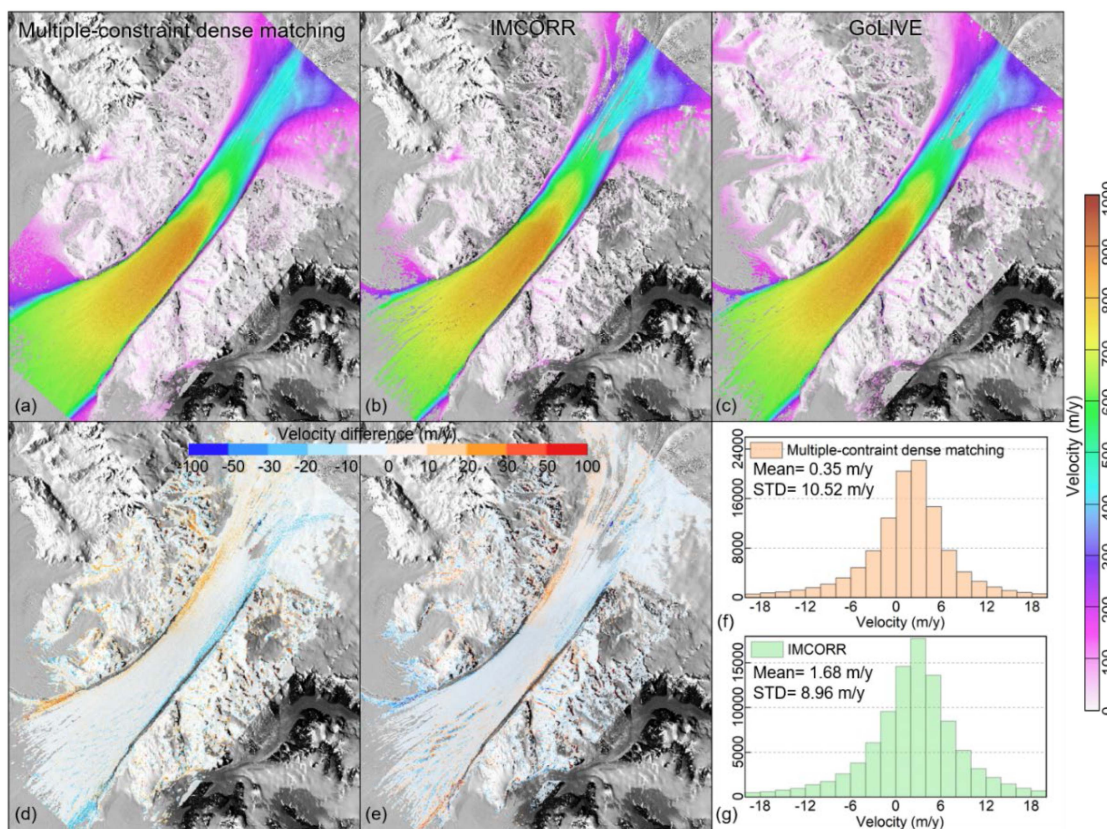 Multiple-constraint dense matching
IMCORR
GoLIVE
(a)
(b)
(c)
1000
900
800
700
600
500
400
300
200
100
0
Velocity (m/y)
Velocity difference (m/y)
-100 -50 -30 -10 0 10 20 30 50 100
(d)
(e)
24000
16000
8000
0
Multiple-contraint dense matching
Mean= 0.35 m/y
STD= 10.52 m/y
-18 -12 -6 0 6 12 18
(f)
Velocity (m/y)
15000
10000
5000
0
IMCORR
Mean= 1.68 m/y
STD= 8.96 m/y
-18 -12 -6 0 6 12 18
(g)
Velocity (m/y)